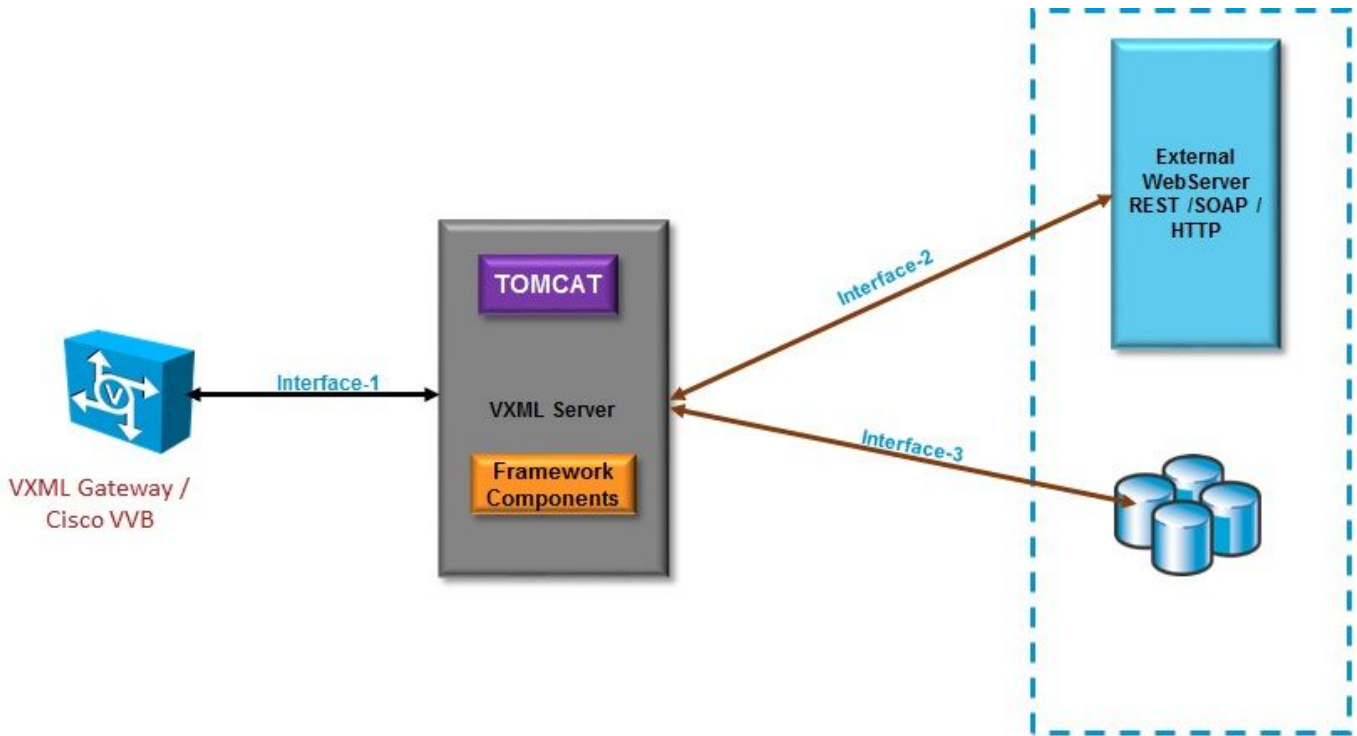 VXML Gateway /
Cisco VVB
Interface-1
TOMCAT
VXML Server
Framework
Components
Interface-2
Interface-3
External
WebServer
REST /SOAP /
HTTP